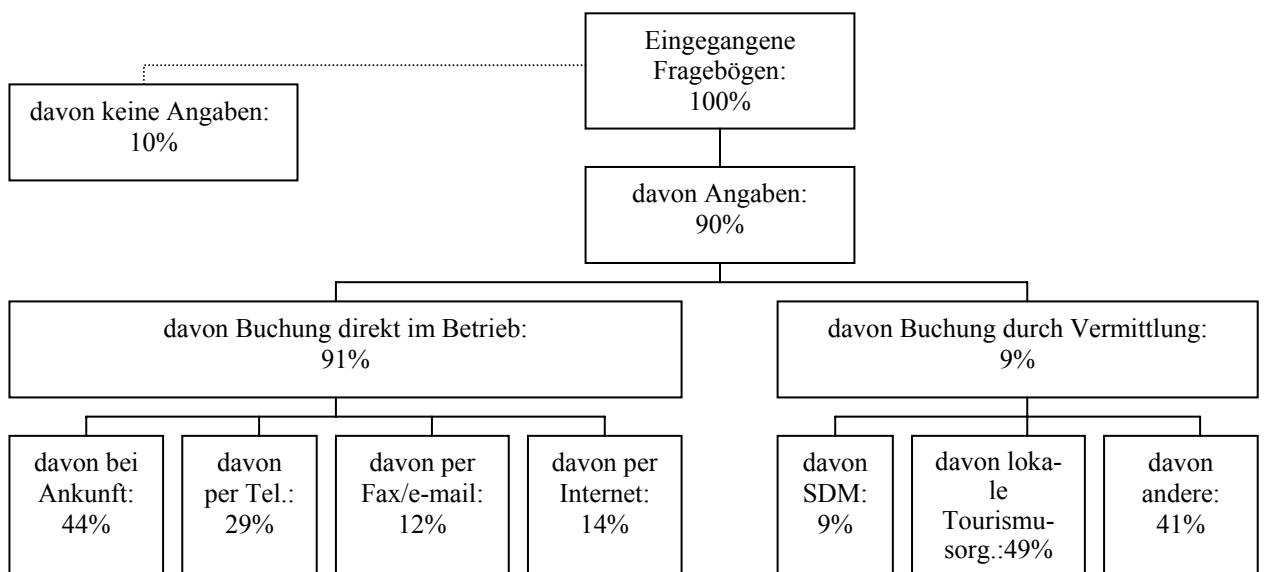 Eingegangene
Fragebögen:
100%
davon keine Angaben:
10%
davon Angaben:
90%
davon Buchung direkt im Betrieb:
91%
davon Buchung durch Vermittlung:
9%
davon bei
Ankunft:
44%
davon
per Tel.:
29%
davon per
Fax/e-mail:
12%
davon per
Internet:
14%
davon
SDM:
9%
davon loka-
le
Tourismu-
sorg.:49%
davon
andere:
41%